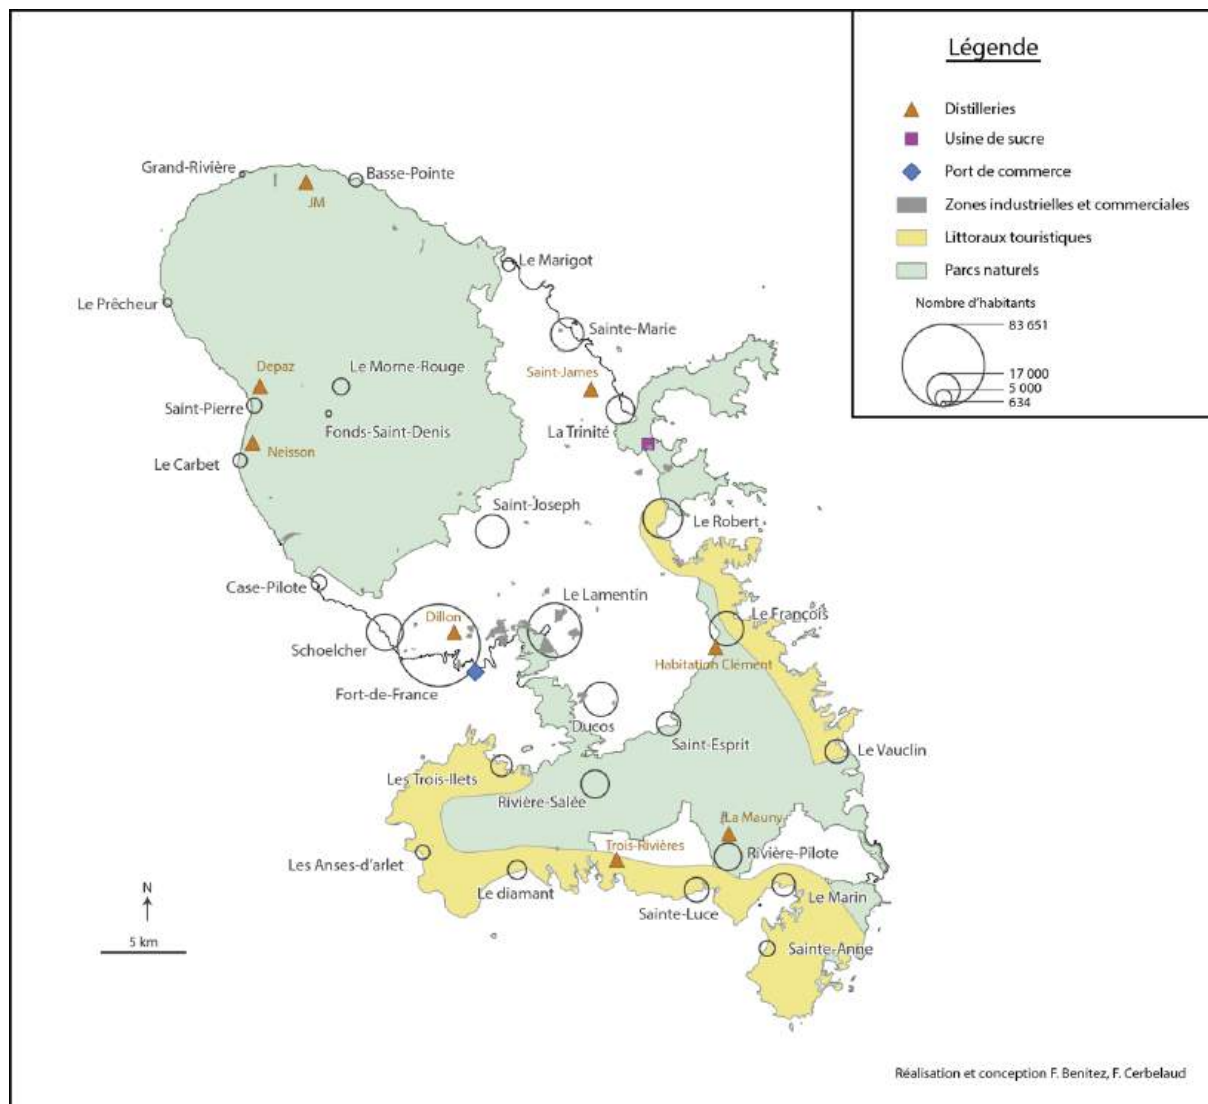 Légende
Distilleries
Usine de sucre
Port de commerce
Zones industrielles et commerciales
Littoraux touristiques
Parcs naturels
Nombre d'habitants
83 651
17 000
5 000
634
Grand-Rivière
Basse-Pointe
JM
Le Marigot
Le Prêcheur
Sainte-Marie
Depaz
Le Morne-Rouge
Saint-James
Saint-Pierre
Fonds-Saint-Denis
La Trinité
Neisson
Le Carbet
Saint-Joseph
Le Robert
Case-Pilote
Le Lamentin
Dillon
Le François
Schoelcher
Habitation Clément
Fort-de-France
Ducos
Saint-Esprit
Le Vauclin
Les Trois-Ilets
Rivière-Salée
La Mauny
Trois-Rivières
Rivière-Pilote
Les Anses-d'arlet
Le diamant
Le Marin
Sainte-Luce
N
5 km
Sainte-Anne
Réalisation et conception F. Benitez, F. Cerbelaud